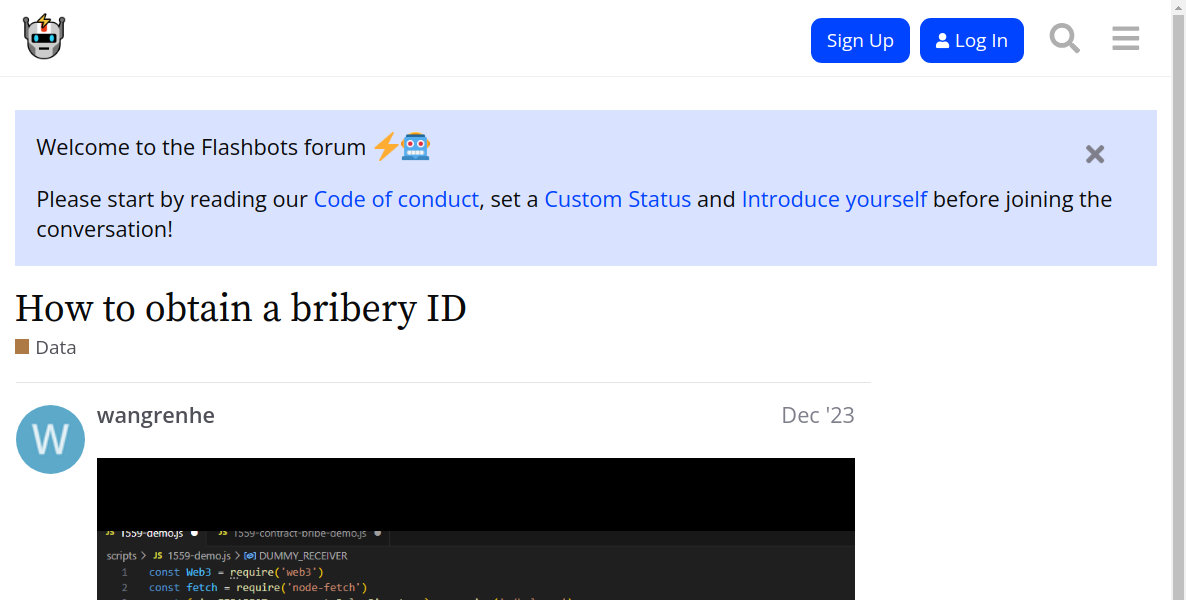 Sign Up
Log In
Welcome to the Flashbots forum
Please start by reading our Code of conduct, set a Custom Status and Introduce yourself before joining the
conversation!
How to obtain a bribery ID
Data
W
wangrenhe
Dec '23
JS 1559-demo.js JS 1559-contract-bribe-demo.js
scripts > JS 1559-demo.js > DUMMY_RECEIVER
1 const Web3 = require('web3')
2 const fetch = require('node-fetch')